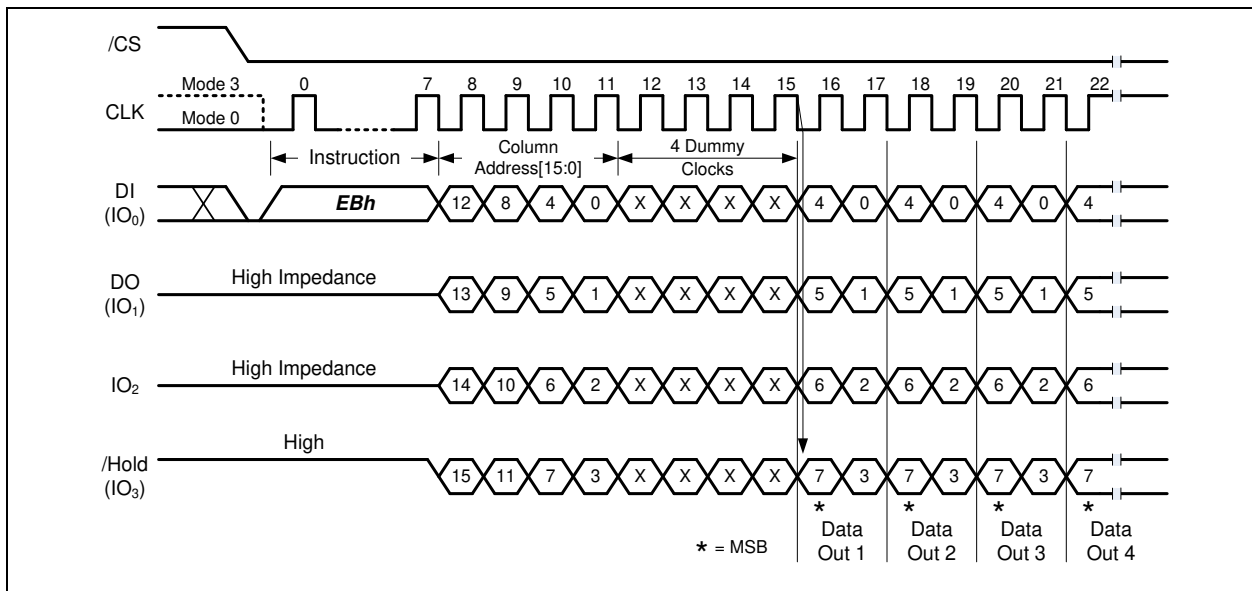 /CS
Mode 3 0 7 8 9 10 11 12 13 14 15 16 17 18 19 20 21 22
CLK
Mode 0
Instruction
Column
Address[15:0]
4 Dummy
Clocks
DI
(IO0)
EBh 12 8 4 0 X X X X 4 0 4 0 4 0 4
High Impedance
DO
(IO1)
13 9 5 1 X X X X 5 1 5 1 5 1 5
High Impedance
IO2
14 10 6 2 X X X X 6 2 6 2 6 2 6
High
/Hold
(IO3)
15 11 7 3 X X X X 7 3 7 3 7 3 7
* * * *
* = MSB
Data
Out 1
Data
Out 2
Data
Out 3
Data
Out 4